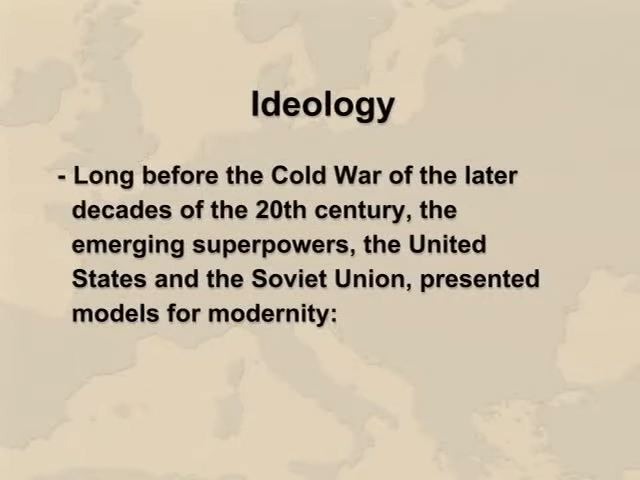 Ideology
- Long before the Cold War of the later
decades of the 20th century, the
emerging superpowers, the United
States and the Soviet Union, presented
models for modernity: